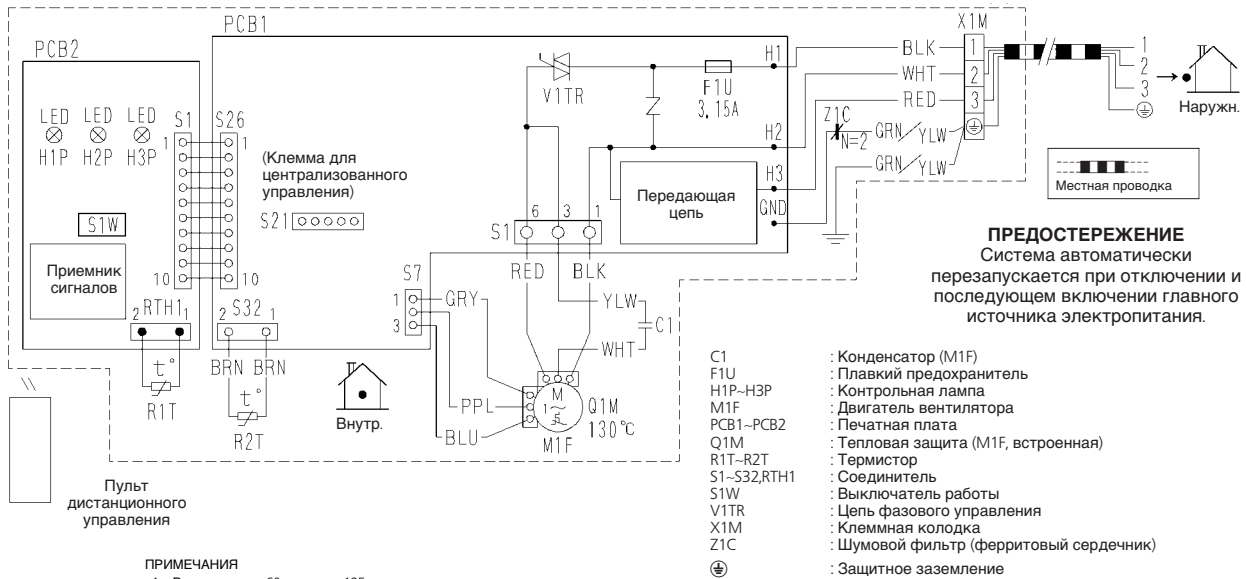 PCB1
X1M
PCB2
H1
BLK
1
1
WHT
2
2
RED
3
3
V1TR
F1U
3,15A
Наружн.
LED LED LED
S1 S26
H1P H2P H3P
1
1
Z1C
N=2
GRN/YLW
H2
GRN/YLW
H3
GND
(Клемма для
централизованного
управления)
S21
Передающая
цепь
Местная проводка
S1W
Приемник
сигналов
S1
6 3 1
10
10
RED BLK
S7
ПРЕДОСТЕРЕЖЕНИЕ
Система автоматически
перезапускается при отключении и
последующем включении главного
источника электропитания.
2 RTH1 1
2 S32 1
1
3
GRY
YLW
C1
WHT
t°
R1T
BRN BRN
t°
R2T
Внутр.
PPL
BLU
M
1~
Q1M
130°C
M1F
Пульт
дистанционного
управления
C1 : Конденсатор (M1F)
F1U : Плавкий предохранитель
H1P~H3P : Контрольная лампа
M1F : Двигатель вентилятора
PCB1~PCB2 : Печатная плата
Q1M : Тепловая защита (M1F, встроенная)
R1T~R2T : Термистор
S1~S32,RTH1 : Соединитель
S1W : Выключатель работы
V1TR : Цепь фазового управления
X1M : Клеммная колодка
Z1C : Шумовой фильтр (ферритовый сердечник)
: Защитное заземление
ПРИМЕЧАНИЯ